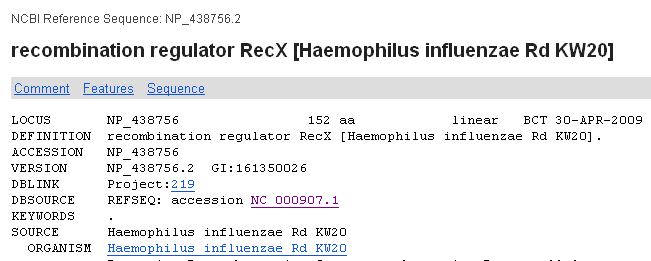 NCBI Reference Sequence: NP_438756.2
recombination regulator RecX [Haemophilus influenzae Rd KW20]
Comment Features Sequence
LOCUS NP_438756 152 aa linear BCT 30-APR-2009
DEFINITION recombination regulator RecX [Haemophilus influenzae Rd KW20].
ACCESSION NP_438756
VERSION NP_438756.2 GI:161350026
DBLINK Project:219
DBSOURCE REFSEQ: accession NC_000907.1
KEYWORDS .
SOURCE Haemophilus influenzae Rd KW20
ORGANISM Haemophilus influenzae Rd KW20